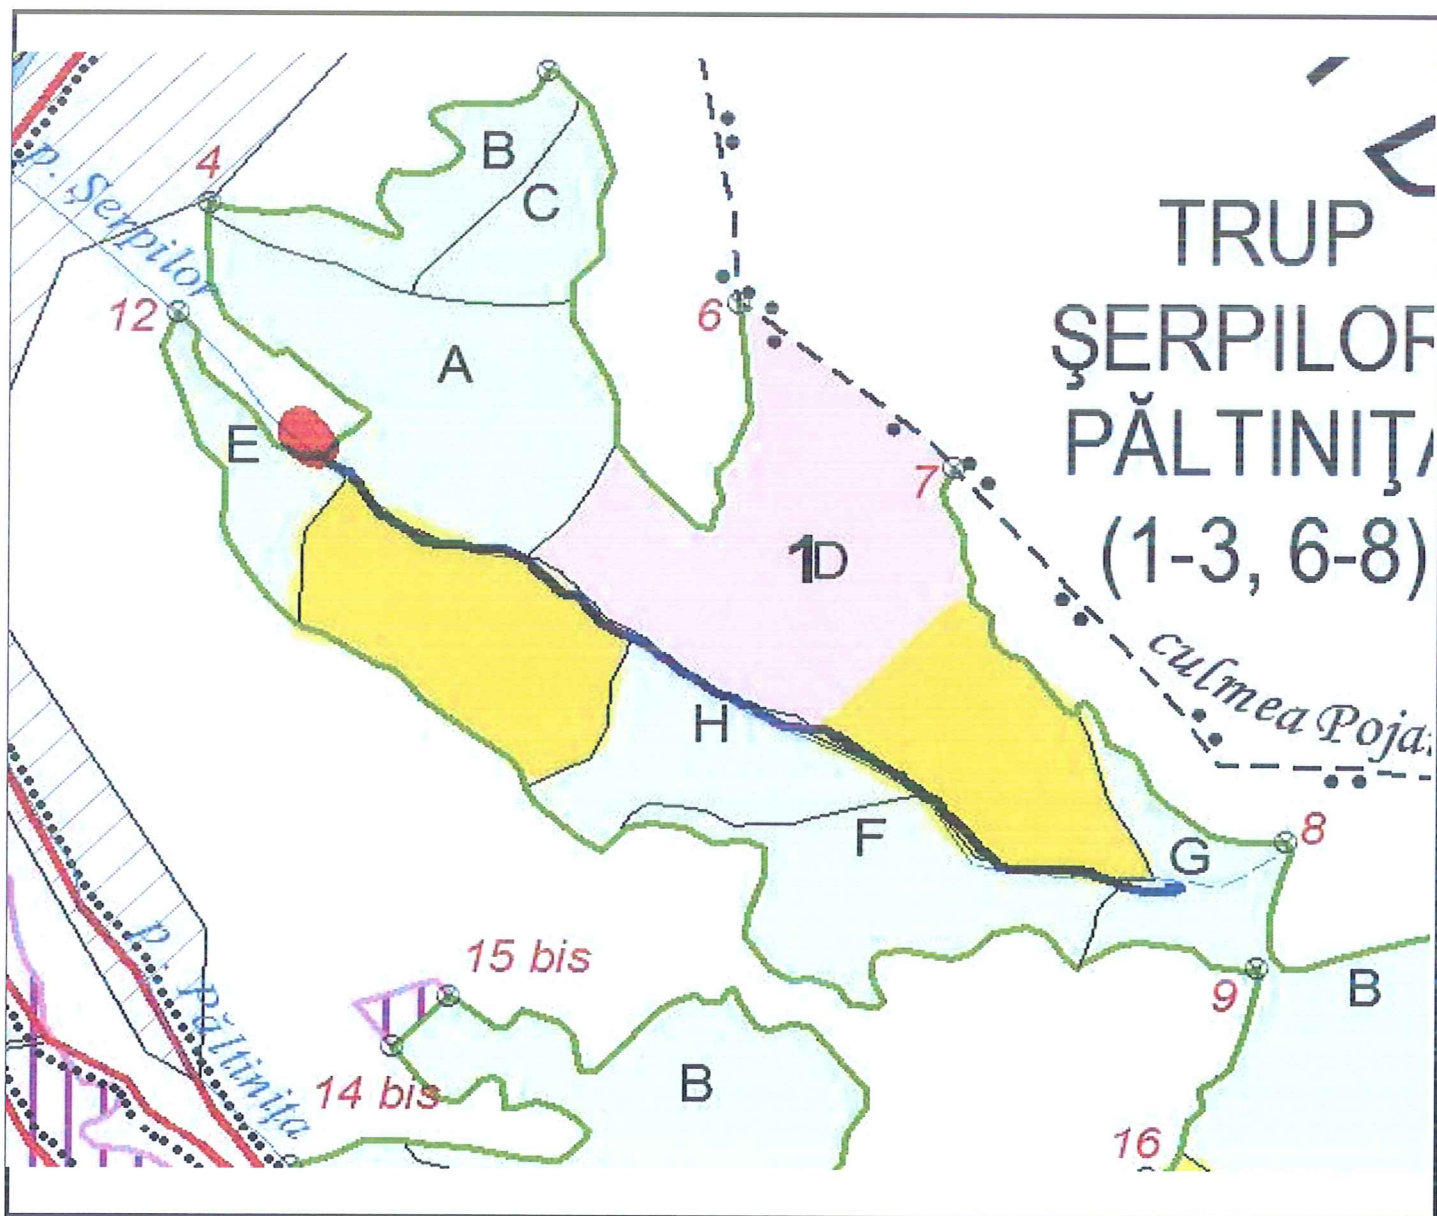 B
4
C
p. Şerpilor
TRUP
12
6
ŞERPILOR
A
PĂLTINIŢA
E
7
1D
(1-3, 6-8)
culmea Poja
H
F
8
G
15 bis
p. Păltiniţa
9
B
B
14 bis
16